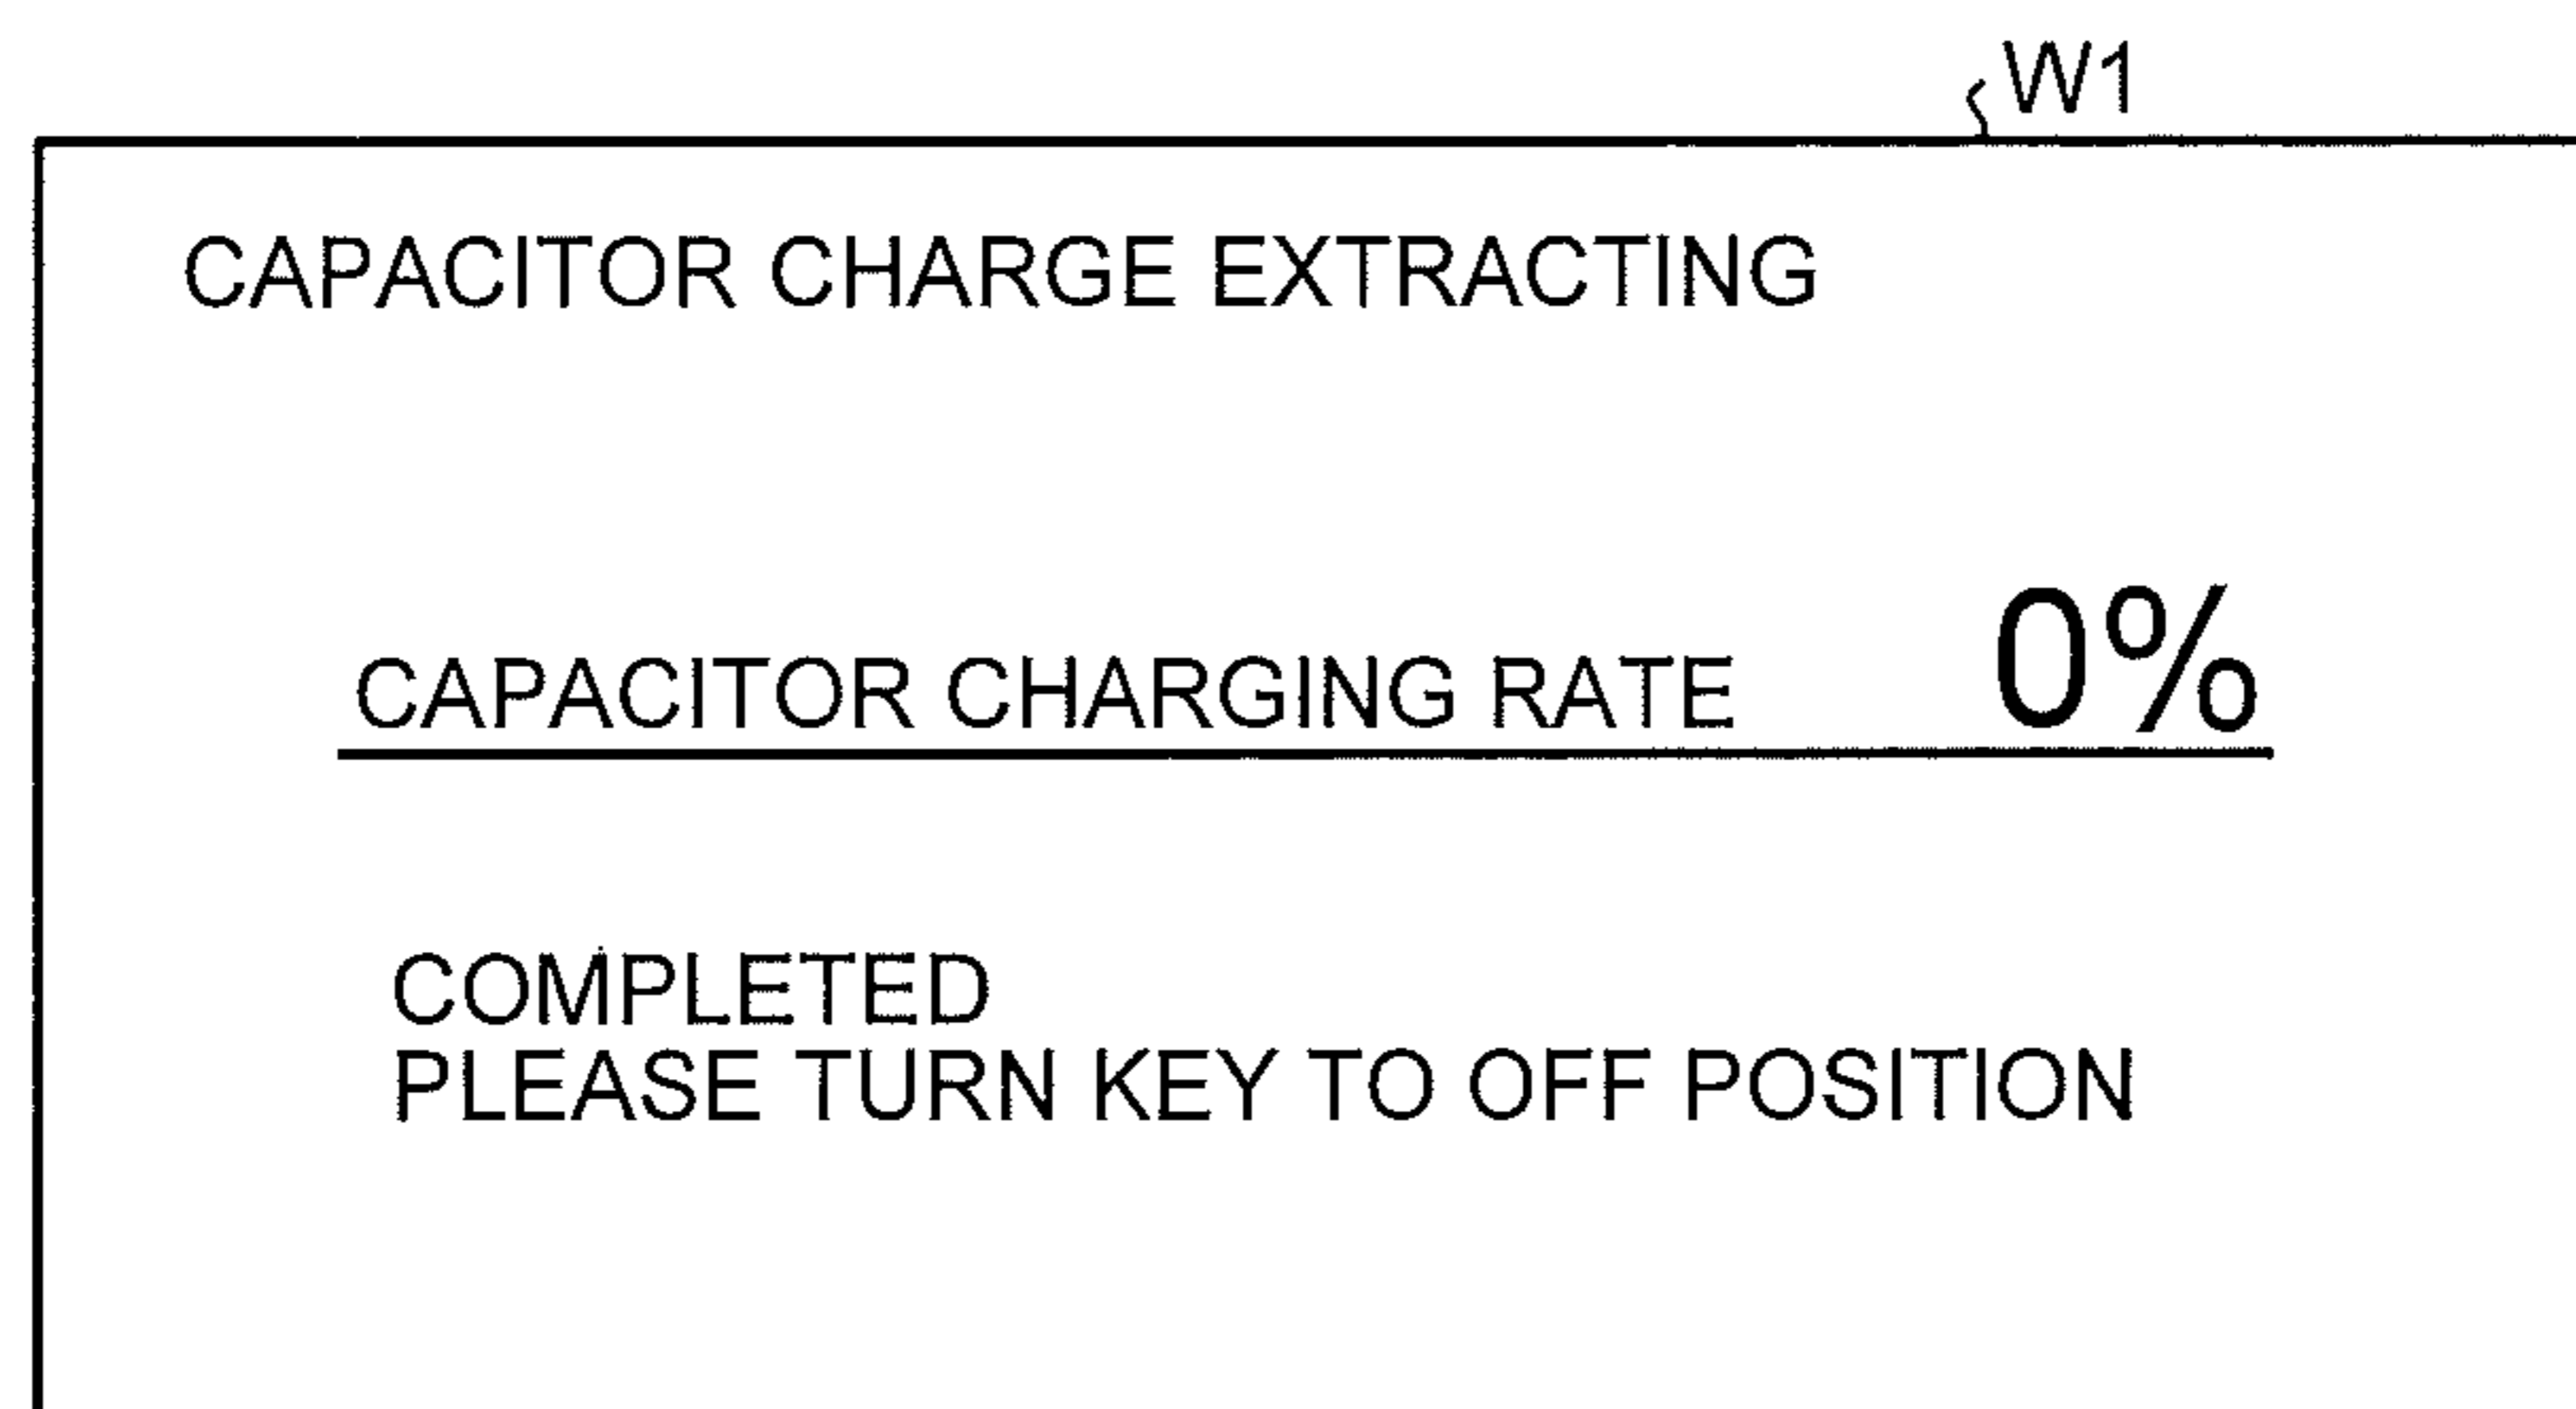 W1
CAPACITOR CHARGE EXTRACTING
CAPACITOR CHARGING RATE 0%
COMPLETED
PLEASE TURN KEY TO OFF POSITION